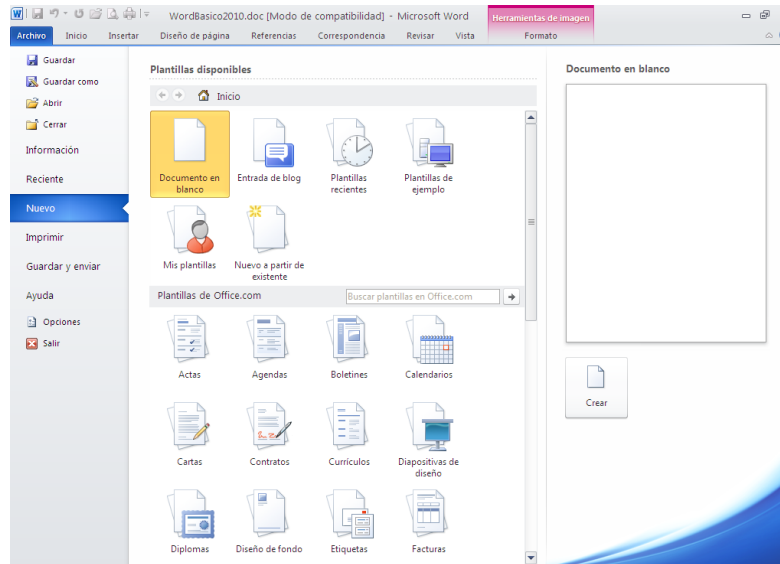 WordBasico2010.doc [Modo de compatibilidad] - Microsoft Word
Herramientas de imagen
Archivo Inicio Insertar Diseño de página Referencias Correspondencia Revisar Vista Formato
Guardar
Guardar como
Abrir
Cerrar
Información
Reciente
Nuevo
Imprimir
Guardar y enviar
Ayuda
Opciones
Salir
Plantillas disponibles
Inicio
Documento en
blanco
Entrada de blog
Plantillas
recientes
Plantillas de
ejemplo
Mis plantillas
Nuevo a partir de
existente
Plantillas de Office.com
Buscar plantillas en Office.com
Actas
Agendas
Boletines
Calendarios
Cartas
Contratos
Currículos
Diapositivas de
diseño
Diplomas
Diseño de fondo
Etiquetas
Facturas
Documento en blanco
Crear